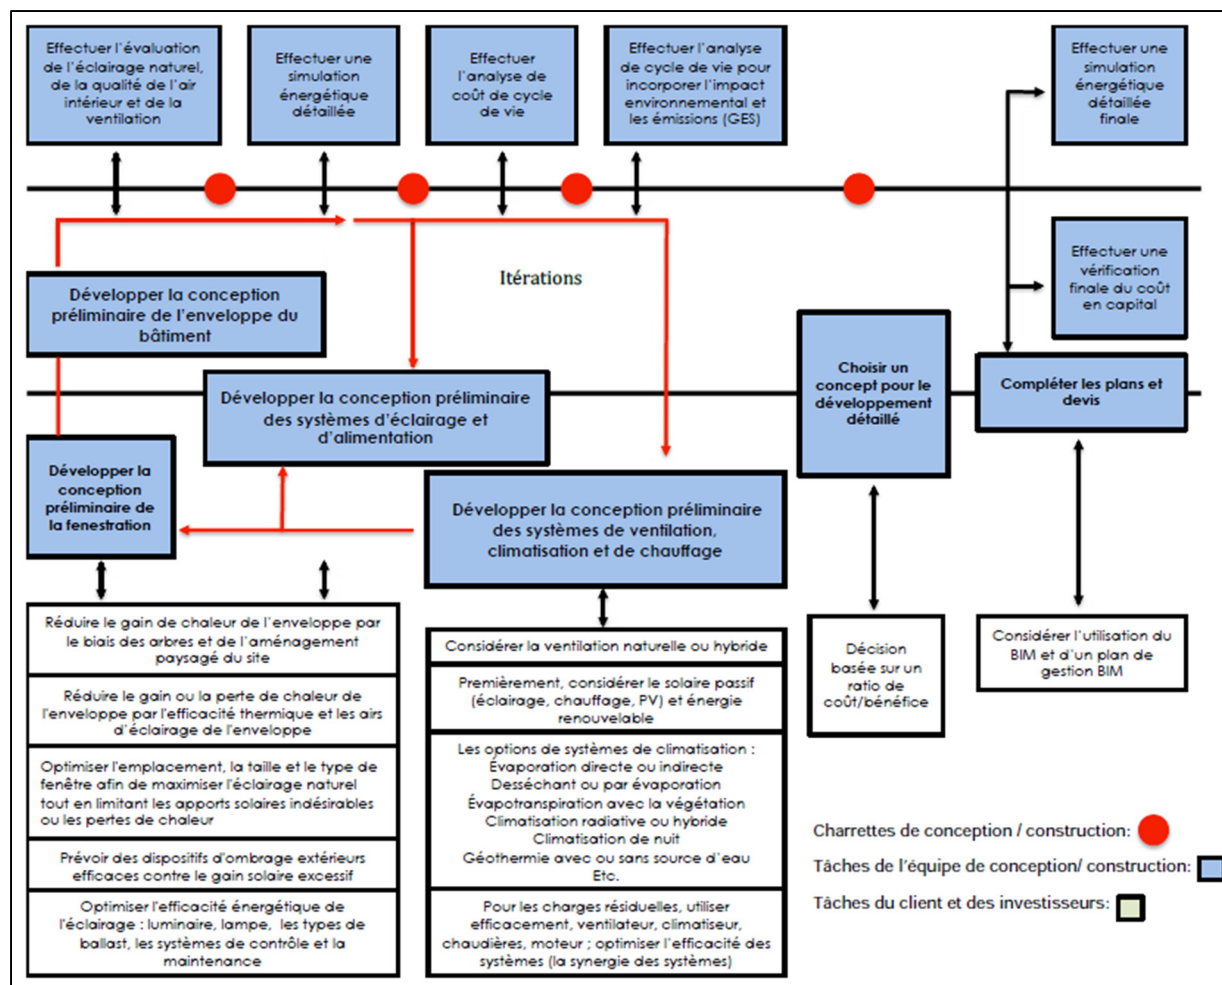 Effectuer l'évaluation
de l'éclairage naturel,
de la qualité de l'air
intérieur et de la
ventilation
Effectuer une
simulation
énergétique
détaillée
Effectuer
l'analyse de
coût de cycle
de vie
Effectuer l'analyse
de cycle de vie pour
incorporer l'impact
environnemental et
les émissions (GES)
Effectuer une
simulation
énergétique
détaillée
finale
Itérations
Effectuer une
vérification
finale du coût
en capital
Développer la conception
préliminaire de l'enveloppe du
bâtiment
Développer la conception préliminaire
des systèmes d'éclairage et
d'alimentation
Choisir un
concept pour le
développement
détaillé
Compléter les plans et
devis
Développer la
conception
préliminaire de
la fenestration
Développer la conception préliminaire
des systèmes de ventilation,
climatisation et de chauffage
Réduire le gain de chaleur de l'enveloppe par
le biais des arbres et de l'aménagement
paysagé du site
Réduire le gain ou la perte de chaleur de
l'enveloppe par l'efficacité thermique et les airs
d'éclairage de l'enveloppe
Optimiser l'emplacement, la taille et le type de
fenêtre afin de maximiser l'éclairage naturel
tout en limitant les apports solaires indésirables
ou les pertes de chaleur
Prévoir des dispositifs d'ombrage extérieurs
efficaces contre le gain solaire excessif
Optimiser l'efficacité énergétique de
l'éclairage : luminaire, lampe, les types de
ballast, les systèmes de contrôle et la
maintenance
Considérer la ventilation naturelle ou hybride
Premièrement, considérer le solaire passif
(éclairage, chauffage, PV) et énergie
renouvelable
Les options de systèmes de climatisation :
Évaporation directe ou indirecte
Desséchant ou par évaporation
Évapotranspiration avec la végétation
Climatisation radiative ou hybride
Climatisation de nuit
Géothermie avec ou sans source d'eau
Etc.
Pour les charges résiduelles, utiliser
efficacement, ventilateur, climatiseur,
chaudières, moteur ; optimiser l'efficacité des
systèmes (la synergie des systèmes)
Décision
basée sur un
ratio de
coût/bénéfice
Considérer l'utilisation du
BIM et d'un plan de
gestion BIM
Charrettes de conception / construction:
Tâches de l'équipe de conception/ construction:
Tâches du client et des investisseurs: